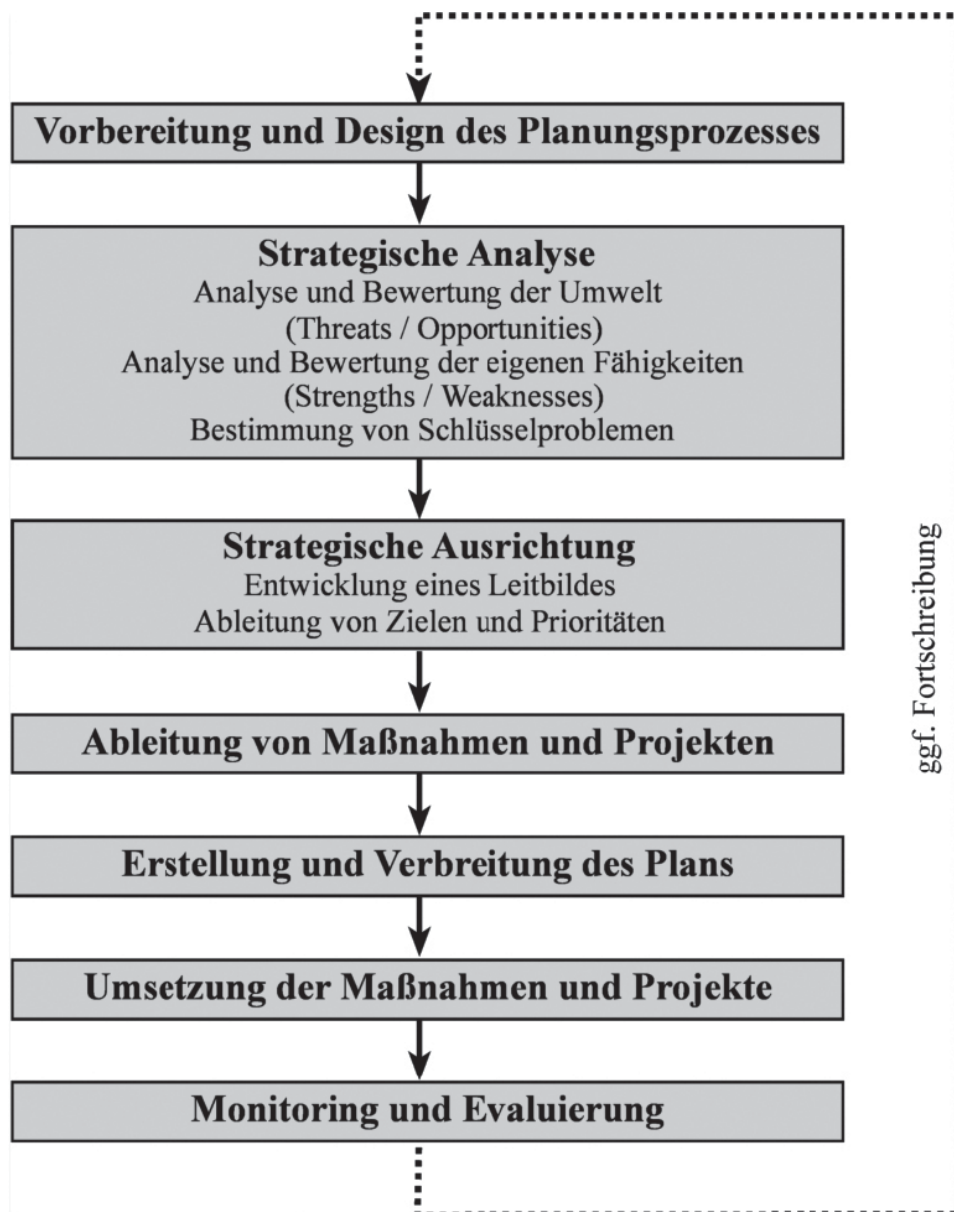 Vorbereitung und Design des Planungsprozesses
Strategische Analyse
Analyse und Bewertung der Umwelt
(Threats / Opportunities)
Analyse und Bewertung der eigenen Fähigkeiten
(Strengths / Weaknesses)
Bestimmung von Schlüsselproblemen
Strategische Ausrichtung
Entwicklung eines Leitbildes
Ableitung von Zielen und Prioritäten
Ableitung von Maßnahmen und Projekten
Erstellung und Verbreitung des Plans
Umsetzung der Maßnahmen und Projekte
Monitoring und Evaluierung
ggf. Fortschreibung